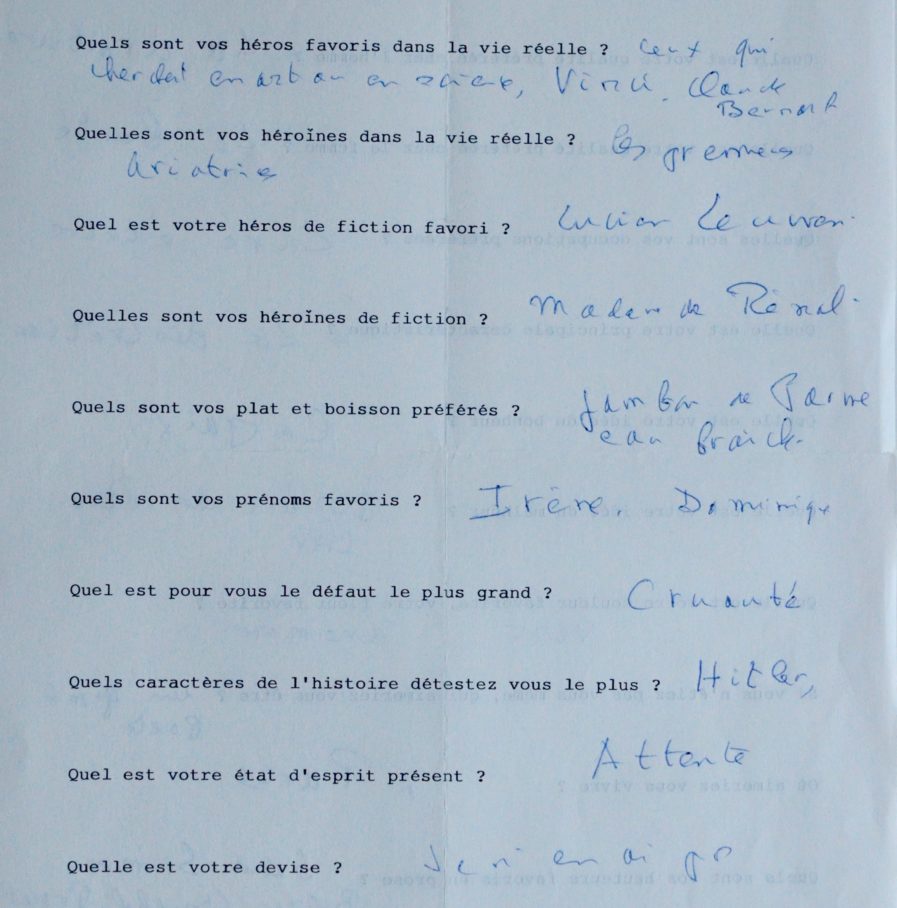 Quels sont vos héros favoris dans la vie réelle ? Ceux qui
cherchent en art ou en science, Vinci, Claude
Bernard
Quelles sont vos héroïnes dans la vie réelle ? les premières
aviatrices
Quel est votre héros de fiction favori ? Lucien Leuwen.
Quelles sont vos héroïnes de fiction ? Madame de Rénal.
Quels sont vos plat et boisson préférés ? jambon de Parme
eau fraîche.
Quels sont vos prénoms favoris ? Irène, Dominique
Quel est pour vous le défaut le plus grand ? Cruauté
Quels caractères de l'histoire détestez vous le plus ? Hitler,
Quel est votre état d'esprit présent ? Attente
Quelle est votre devise ? Je n'en ai pas